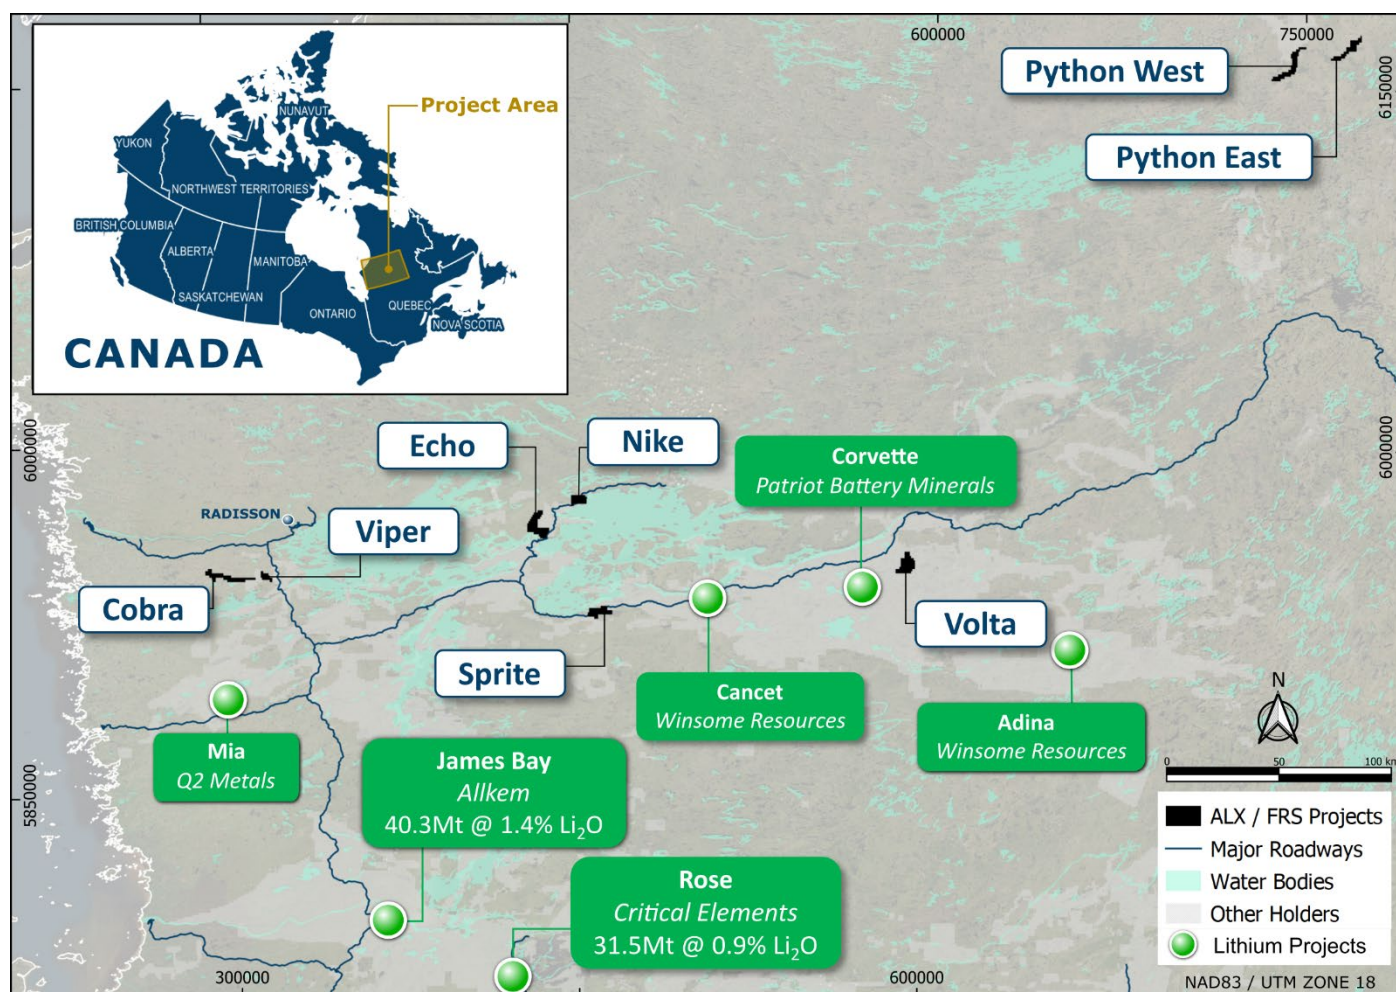 600000
750000
6150000
Python West
Python East
Project Area
NUNAVUT
YUKON
NORTHWEST TERRITORIES
BRITISH COLUMBIA
ALBERTA
MANITOBA
SASKATCHEWAN
ONTARIO
QUEBEC
NOVA SCOTIA
CANADA
6000000
6000000
Echo
Nike
Corvette
Patriot Battery Minerals
RADISSON
Viper
Cobra
Volta
Sprite
Cancet
Winsome Resources
Adina
Winsome Resources
Mia
Q2 Metals
James Bay
Allkem
40.3Mt @ 1.4% Li₂O
Rose
Critical Elements
31.5Mt @ 0.9% Li₂O
5850000
N
0 50 100 km
ALX / FRS Projects
Major Roadways
Water Bodies
Other Holders
Lithium Projects
300000
600000
NAD83 / UTM ZONE 18